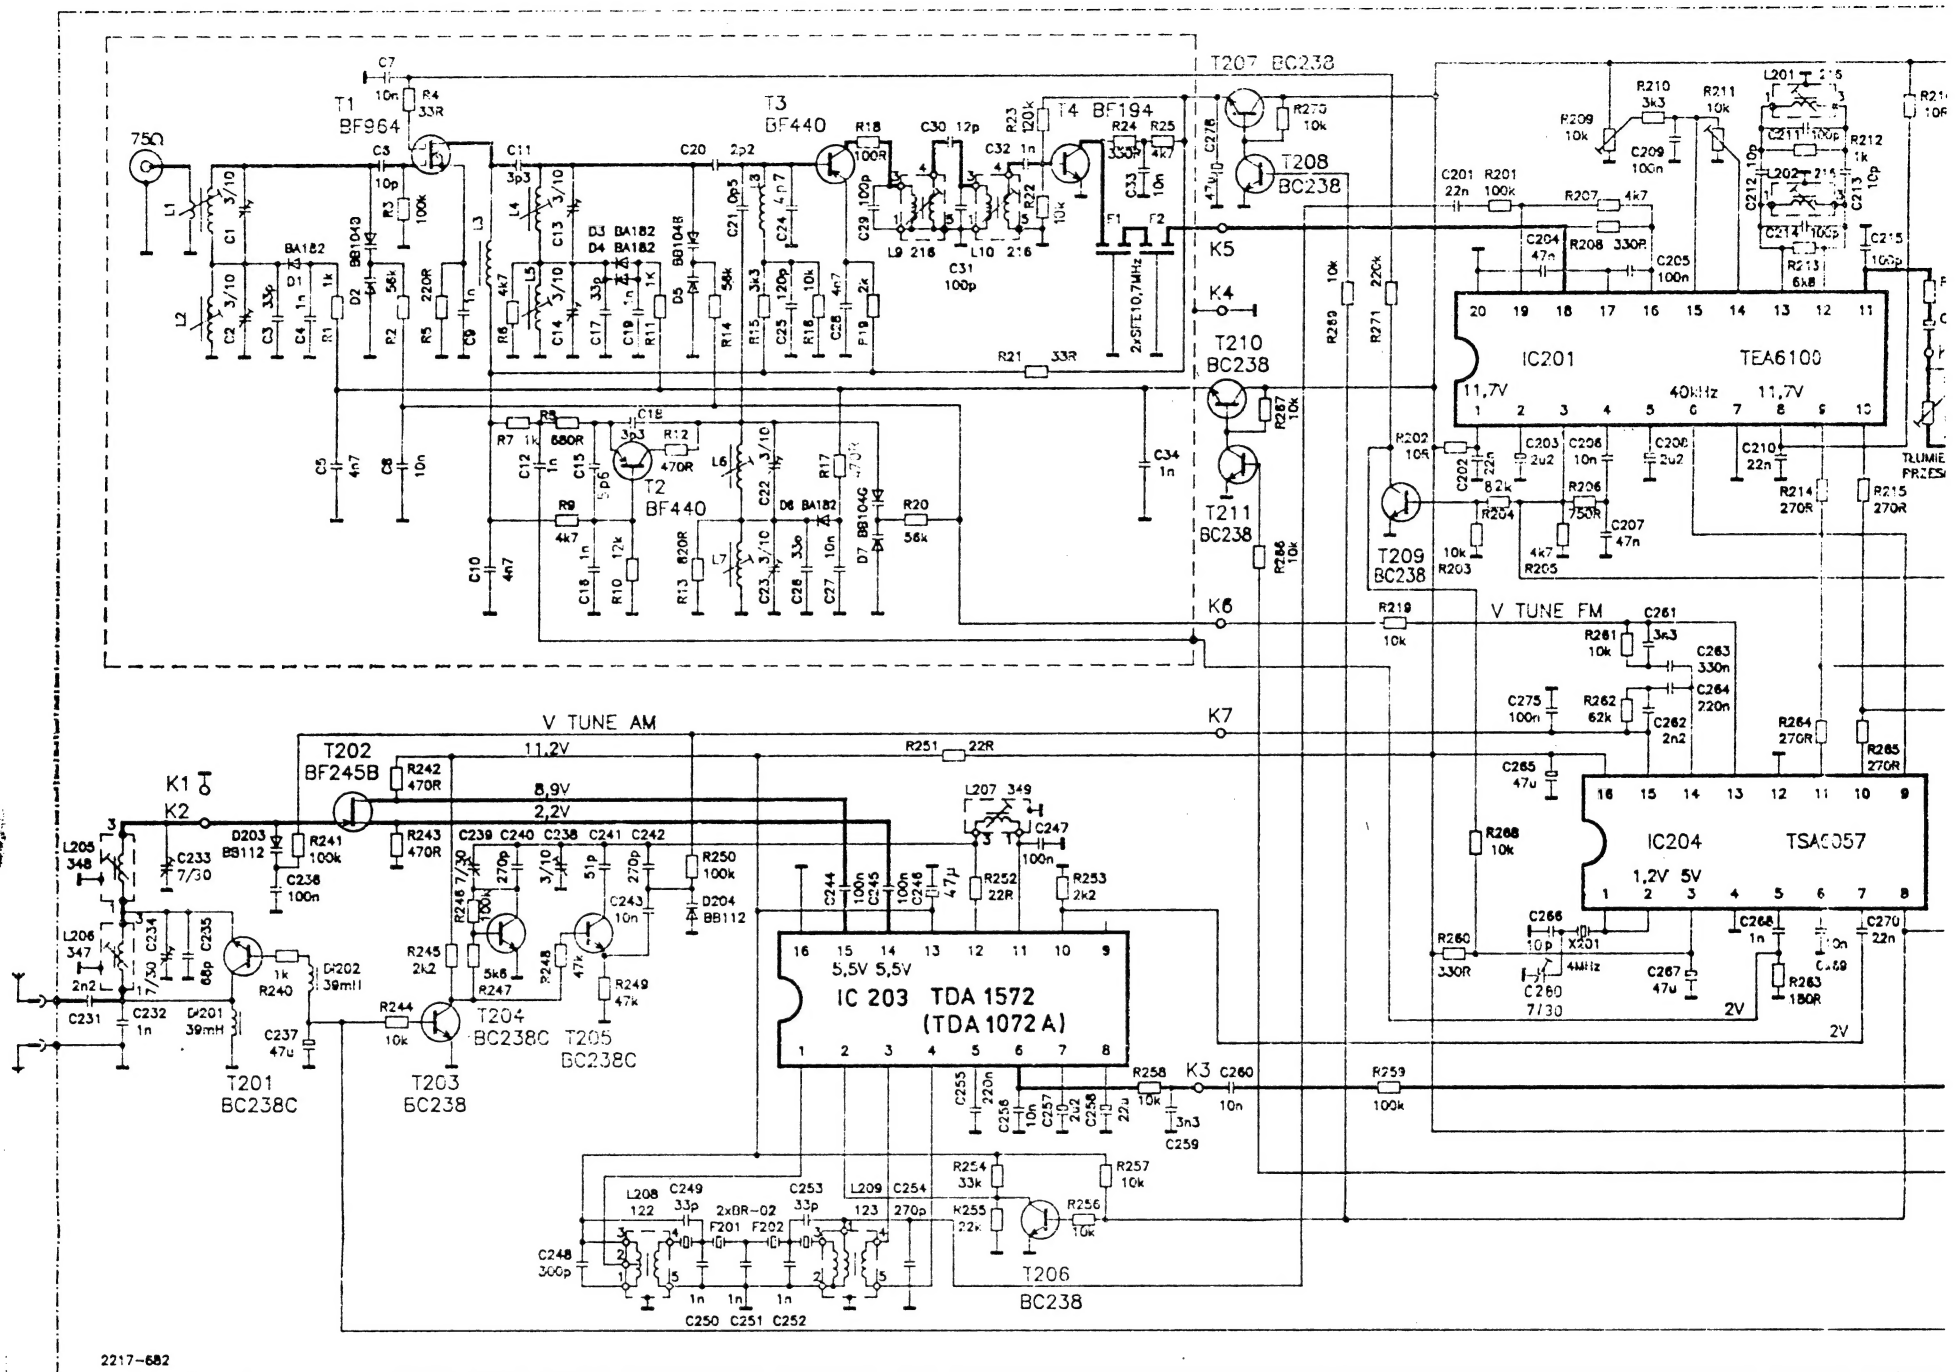 75Ω
L1
L2
C1
3/10
C2
3/10
C3
33p
C4
1n
BA182
D1
R1
1k
C7
10n
R4
33R
T1
BF964
C5
10p
R3
100k
D2
BB104G
56k
R5
220R
C9
1n
L3
C11
3p3
L4
3/10
C13
L5
3/10
C14
R6
4k7
D3 BA182
D4 BA182
C17
33p
C19
1n
R11
1K
D5
R14
56k
C20
2p2
C21
0p5
T3
BF440
C24
4n7
R15
3k3
C25
120p
R16
10k
C26
4n7
2k
R18
100R
C29
100p
C30
12p
L9 216
L10 216
C31
100p
C32
1n
R23
120k
R22
10k
T4
BF194
R24
330R
R25
4k7
C33
10n
F1
F2
2xSFE10,7MHz
R21
33R
C5
4n7
C8
10n
C10
4n7
R7
1k
680R
C12
1n
C15
5p6
C18
3p3
R12
470R
T2
BF440
R9
4k7
C18
1n
R10
12k
R13
820R
L6
3/10
C22
L7
3/10
C23
D6 BA182
C28
C27
10n
R17
D7 BB104G
R20
56k
C34
1n
T207 BC238
C278
47u
R270
10k
T208
BC238
K5
K4
T210
BC238
R267
10k
T211
BC238
R266
10k
R269
10k
R271
220k
K6
K7
R209
10k
R210
3k3
C209
100n
R211
10k
L201
215
C211
100p
R212
1k
C212
10p
L202
215
C213
10p
C214
100p
R213
6k8
C215
100p
C201
22n
R201
100k
R207
4k7
R208
330R
C204
47n
C205
100n
20 19 18 17 16 15 14 13 12 11
IC201
TEA6100
11,7V
40kHz
11,7V
1 2 3 4 5 6 7 8 9 10
R202
C202
22n
C203
2u2
C206
10n
C208
2u2
C210
22n
R204
82k
R206
750R
C207
47n
10k
R203
4k7
R205
R214
270R
R215
270R
T209
BC238
R219
10k
V TUNE FM
R261
10k
C261
3n3
C263
330n
C264
220n
R262
62k
C262
2n2
C275
100n
C265
47u
R264
270R
R265
270R
16 15 14 13 12 11 10 9
IC204
1,2V 5V
1 2 3 4 5 6 7 8
R268
10k
R260
330R
C266
10p
X201
4MHz
7/30
C267
47u
C268
1n
R263
180R
C270
22n
2V
2V
V TUNE AM
11,2V
8,9V
2,2V
T202
BF245B
K1
K2
R242
470R
R243
470R
D203
BB112
R241
100k
C236
100n
L205
348
C233
7/30
L206
347
C234
7/30
C235
68p
2n2
C231
C232
1n
39mH
1k
R240
39mH
C237
47u
T201
BC238C
R244
10k
T203
BC238
R245
2k2
R246
100k
C239
7/30
C240
270p
C238
3/10
C241
51p
C242
270p
5k6
R247
T204
BC238C
R248
47k
T205
BC238C
C243
10n
R249
47k
R250
100k
D204
BB112
R251
22R
L207 349
C247
100n
C244
100n
C245
100n
C246
47µ
R252
22R
R253
2k2
16 15 14 13 12 11 10 9
5,5V 5,5V
IC 203 TDA 1572
(TDA 1072 A)
1 2 3 4 5 6 7 8
C255
220n
C256
10n
C257
2u2
C258
22u
R258
10k
K3
C260
10n
3n3
C259
R259
100k
R254
33k
R255
22k
R257
10k
R256
10k
T206
BC238
L208
122
C249
33p
2xBR-02
F201 F202
C253
33p
L209
123
C254
270p
C248
300p
1n 1n 1n
C250 C251 C252
2217-682